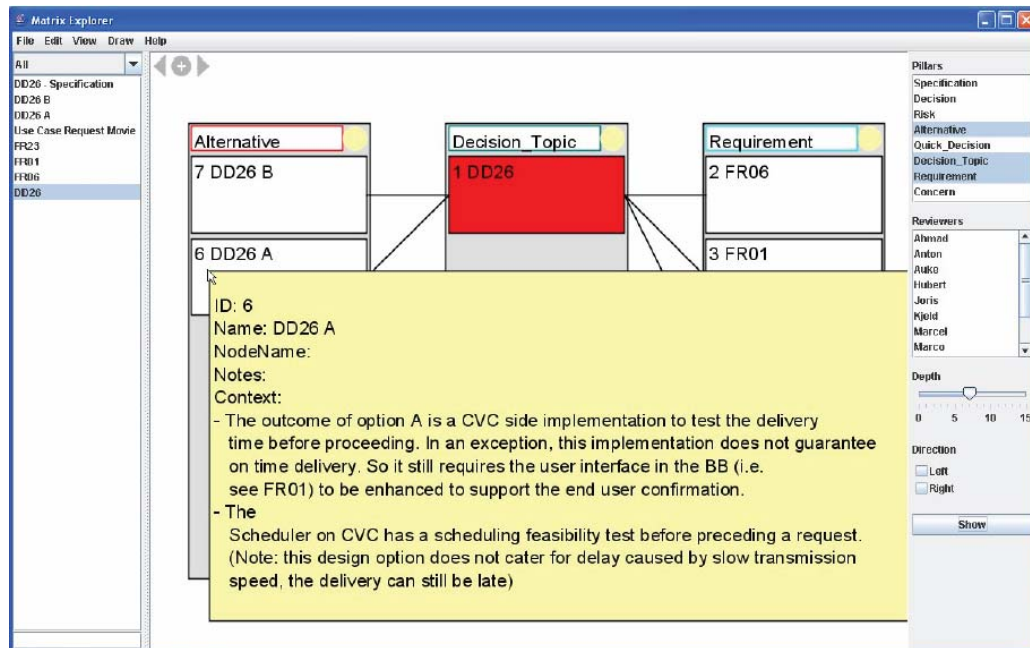 Matrix Explorer
File Edit View Draw Help
All
DD26 - Specification
DD26 B
DD26 A
Use Case Request Movie
FR23
FR01
FR06
DD26
Alternative
7 DD26 B
6 DD26 A
Decision_Topic
1 DD26
Requirement
2 FR06
3 FR01
ID: 6
Name: DD26 A
NodeName:
Notes:
Context:
- The outcome of option A is a CVC side implementation to test the delivery
time before proceeding. In an exception, this implementation does not guarantee
on time delivery. So it still requires the user interface in the BB (i.e.
see FR01) to be enhanced to support the end user confirmation.
- The
Scheduler on CVC has a scheduling feasibility test before preceding a request.
(Note: this design option does not cater for delay caused by slow transmission
speed, the delivery can still be late)
Pillars
Specification
Decision
Risk
Alternative
Quick_Decision
Decision_Topic
Requirement
Concern
Reviewers
Ahmad
Anton
Auke
Hubert
Joris
Kjeld
Marcel
Marco
Depth
0 5 10 15
Direction
Left
Right
Show